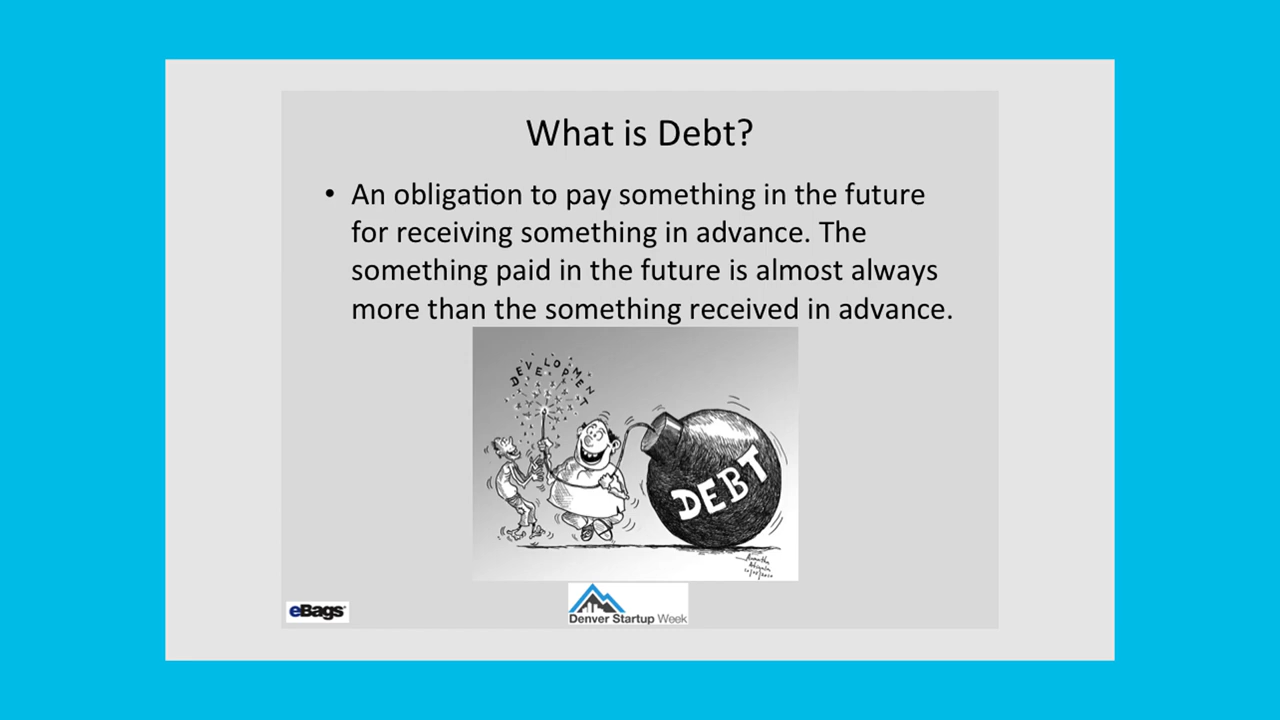 What is Debt?
• An obligation to pay something in the future
for receiving something in advance. The
something paid in the future is almost always
more than the something received in advance.
DEVELOPMENT
DEBT
eBags
Denver Startup Week